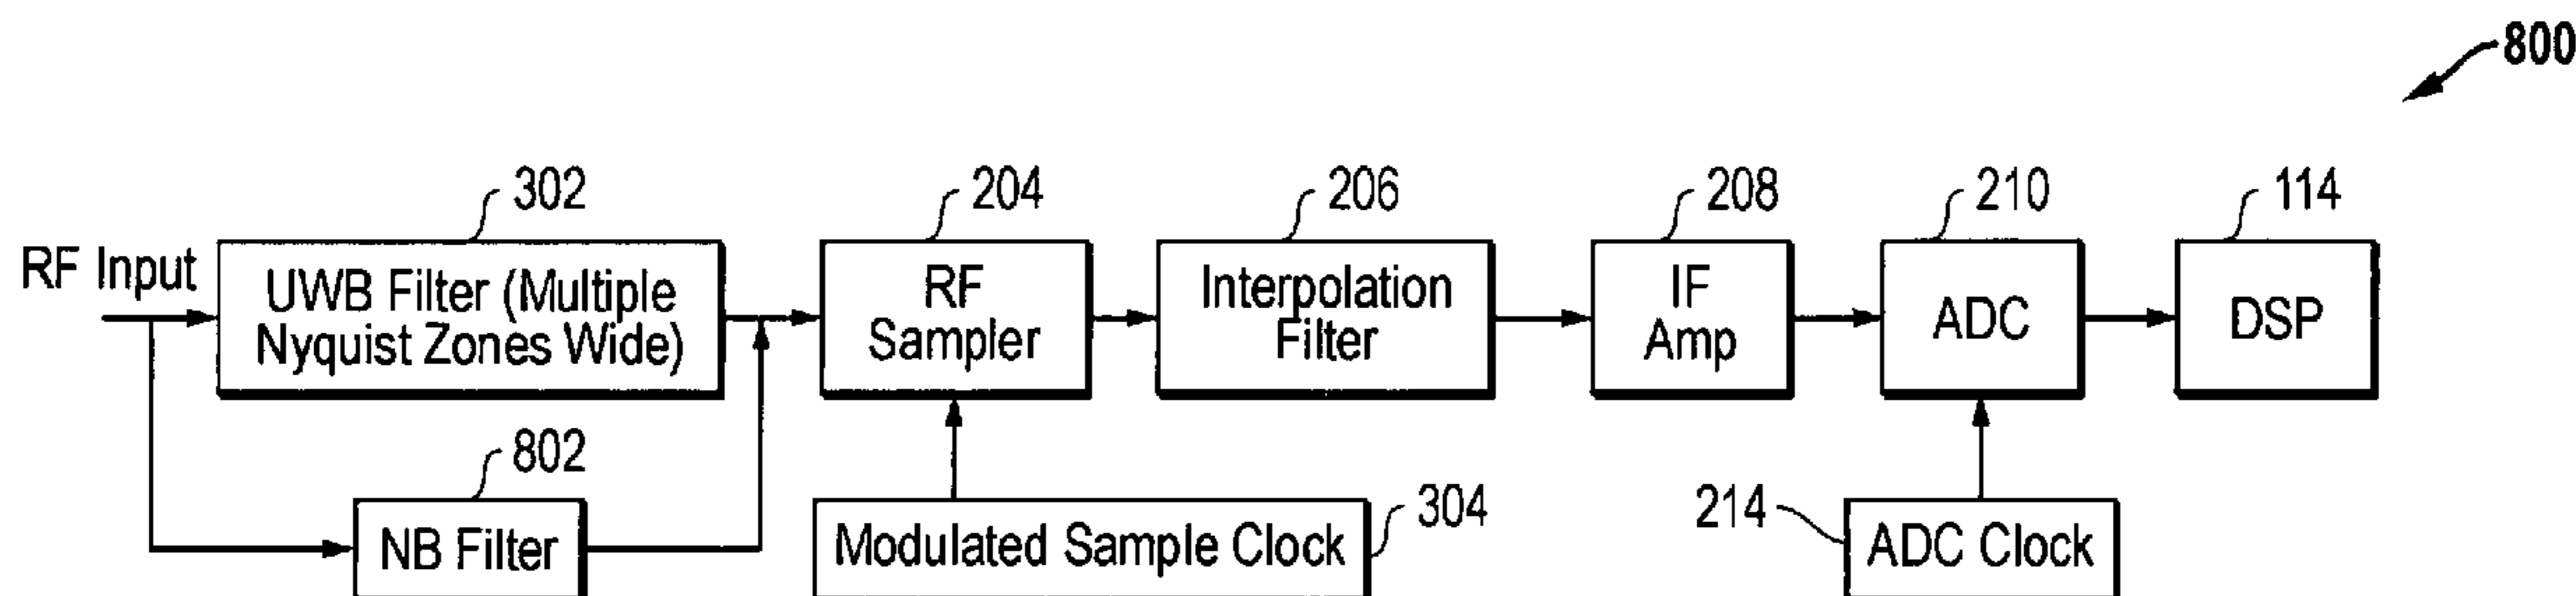 800
302
204
206
208
210
114
RF Input
UWB Filter (Multiple
Nyquist Zones Wide)
RF
Sampler
Interpolation
Filter
IF
Amp
ADC
DSP
802
NB Filter
Modulated Sample Clock
304
214
ADC Clock